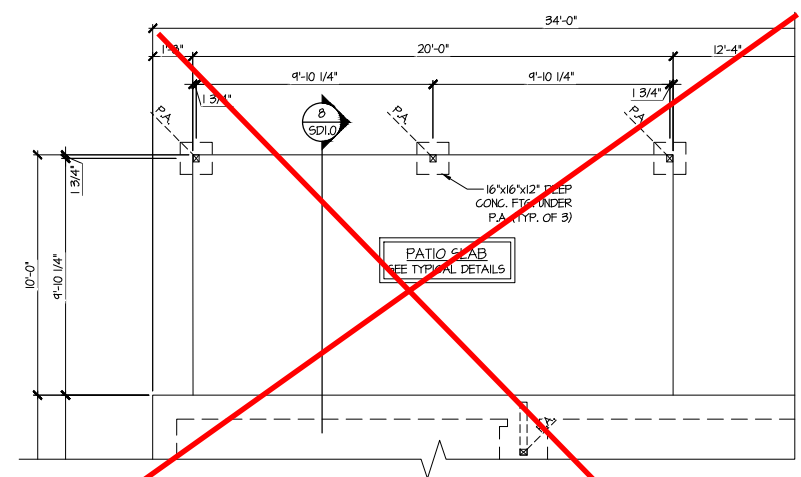 34'-0"
1'-8" 20'-0" 12'-4"
9'-10 1/4" 9'-10 1/4"
1 3/4" 1 3/4"
P.A. P.A. P.A.
8
SD1.0
1 3/4"
16"x16"x12" DEEP
CONC. FTG. UNDER
P.A. (TYP. OF 3)
PATIO SLAB
SEE TYPICAL DETAILS
10'-0"
9'-10 1/4"
P.A.